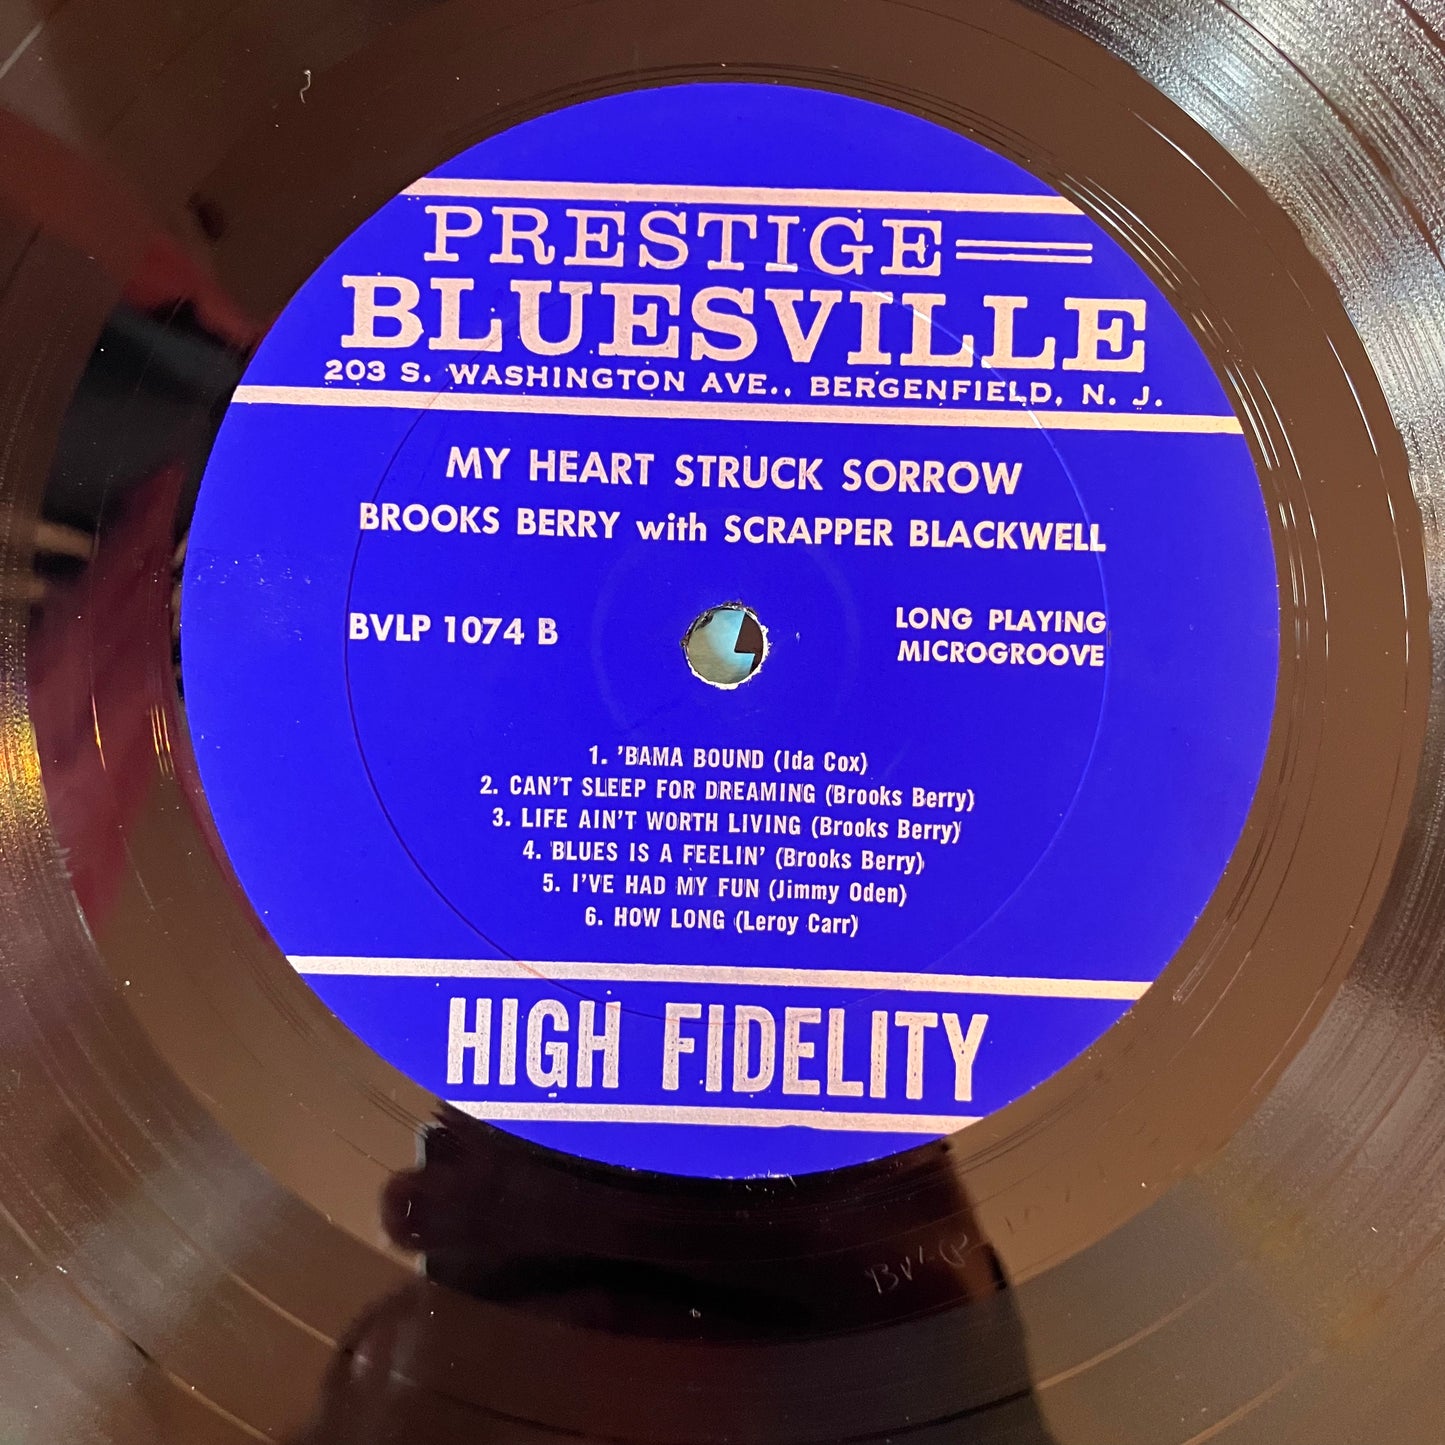 PRESTIGE
BLUESVILLE
203 S. WASHINGTON AVE., BERGENFIELD, N. J.
MY HEART STRUCK SORROW
BROOKS BERRY with SCRAPPER BLACKWELL
BVLP 1074 B
LONG PLAYING
MICROGROOVE
1. 'BAMA BOUND (Ida Cox)
2. CAN'T SLEEP FOR DREAMING (Brooks Berry)
3. LIFE AIN'T WORTH LIVING (Brooks Berry)
4. BLUES IS A FEELIN' (Brooks Berry)
5. I'VE HAD MY FUN (Jimmy Oden)
6. HOW LONG (Leroy Carr)
HIGH FIDELITY